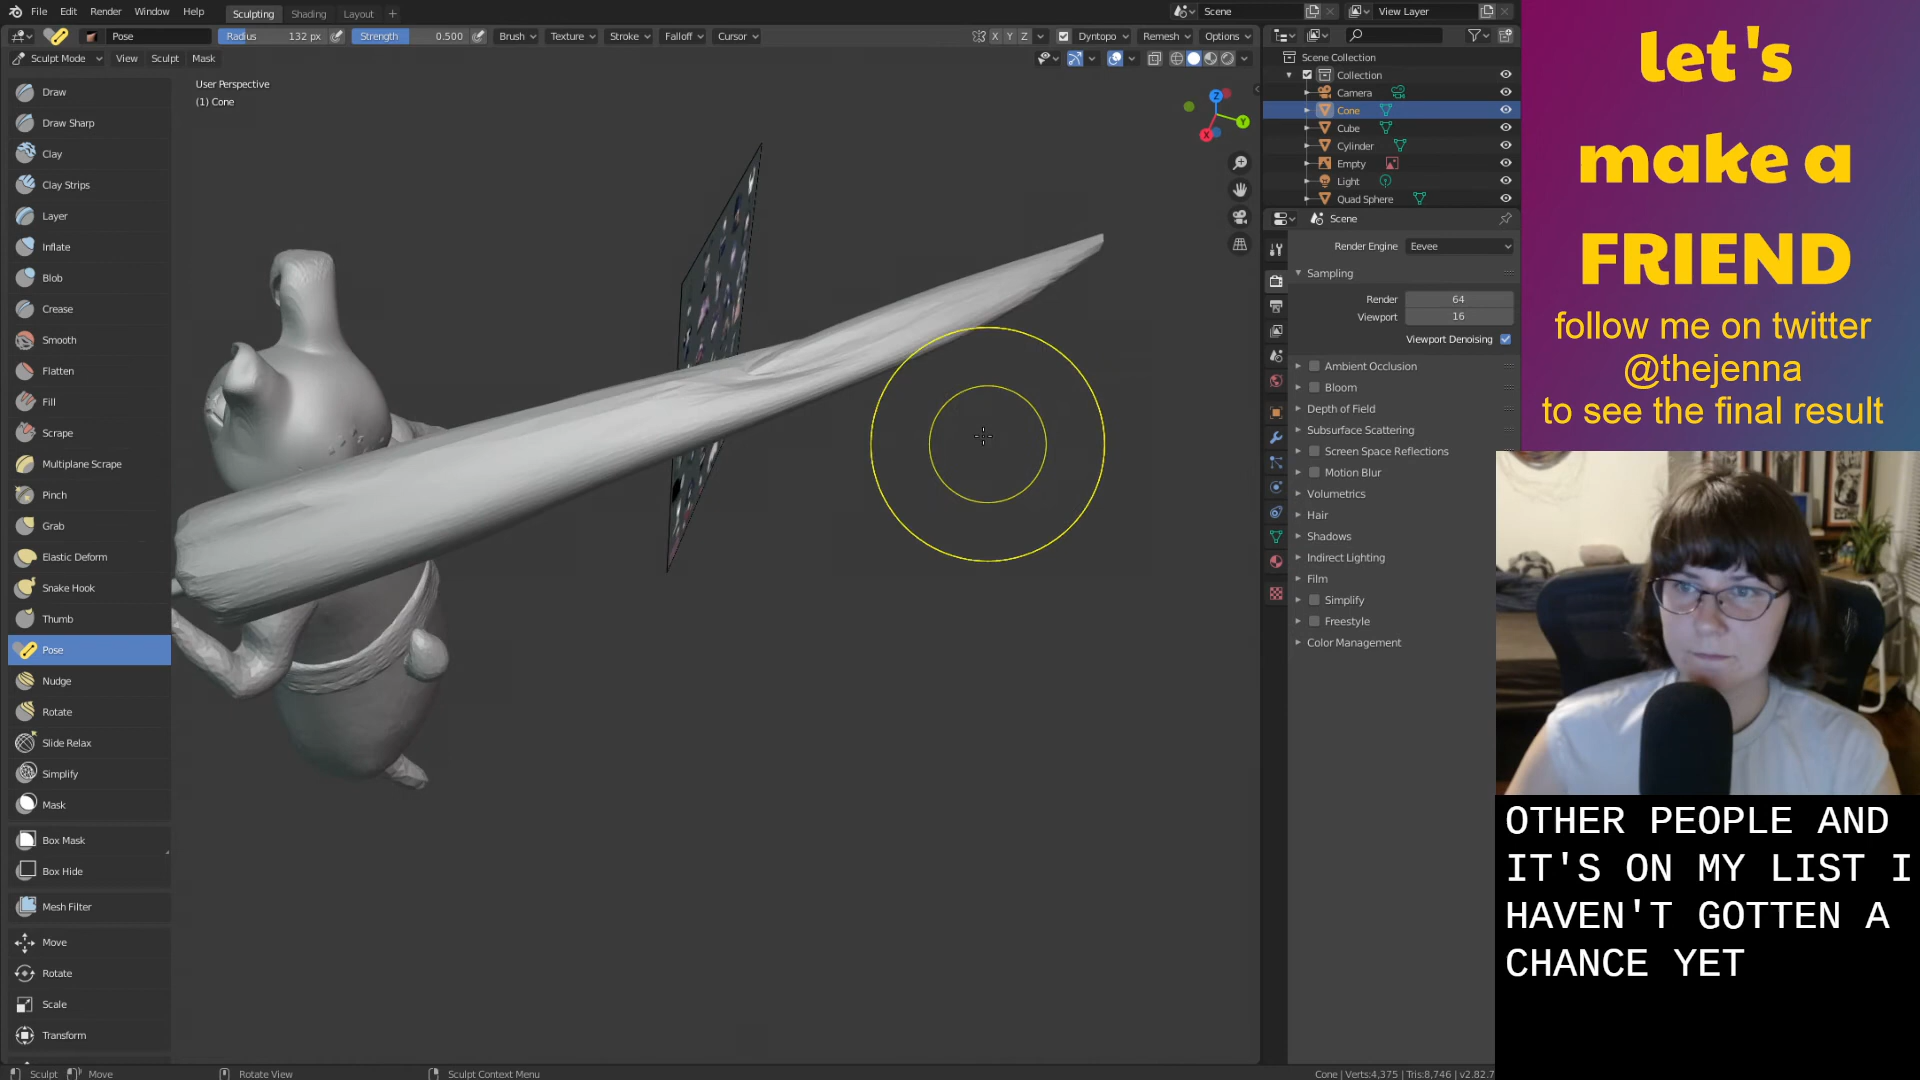 File Edit Render Window Help Sculpting Shading Layout + Scene View Layer
Pose Radius 132 px Strength 0.500 Brush Texture Stroke Falloff Cursor X Y Z Dyntopo Remesh Options
Sculpt Mode View Sculpt Mask
User Perspective
(1) Cone
Draw
Draw Sharp
Clay
Clay Strips
Layer
Inflate
Blob
Crease
Smooth
Flatten
Fill
Scrape
Multiplane Scrape
Pinch
Grab
Elastic Deform
Snake Hook
Thumb
Pose
Nudge
Rotate
Slide Relax
Simplify
Mask
Box Mask
Box Hide
Mesh Filter
Move
Rotate
Scale
Transform
Z
Y
X
Scene Collection
Collection
Camera
Cone
Cube
Cylinder
Empty
Light
Quad Sphere
Scene
Render Engine Eevee
Sampling
Render 64
Viewport 16
Viewport Denoising
Ambient Occlusion
Bloom
Depth of Field
Subsurface Scattering
Screen Space Reflections
Motion Blur
Volumetrics
Hair
Shadows
Indirect Lighting
Film
Simplify
Freestyle
Color Management
Sculpt Move Rotate View Sculpt Context Menu Cone | Verts:4,375 | Tris:8,746 | v2.82.7
let's
make a
FRIEND
follow me on twitter
@thejenna
to see the final result
OTHER PEOPLE AND
IT'S ON MY LIST I
HAVEN'T GOTTEN A
CHANCE YET